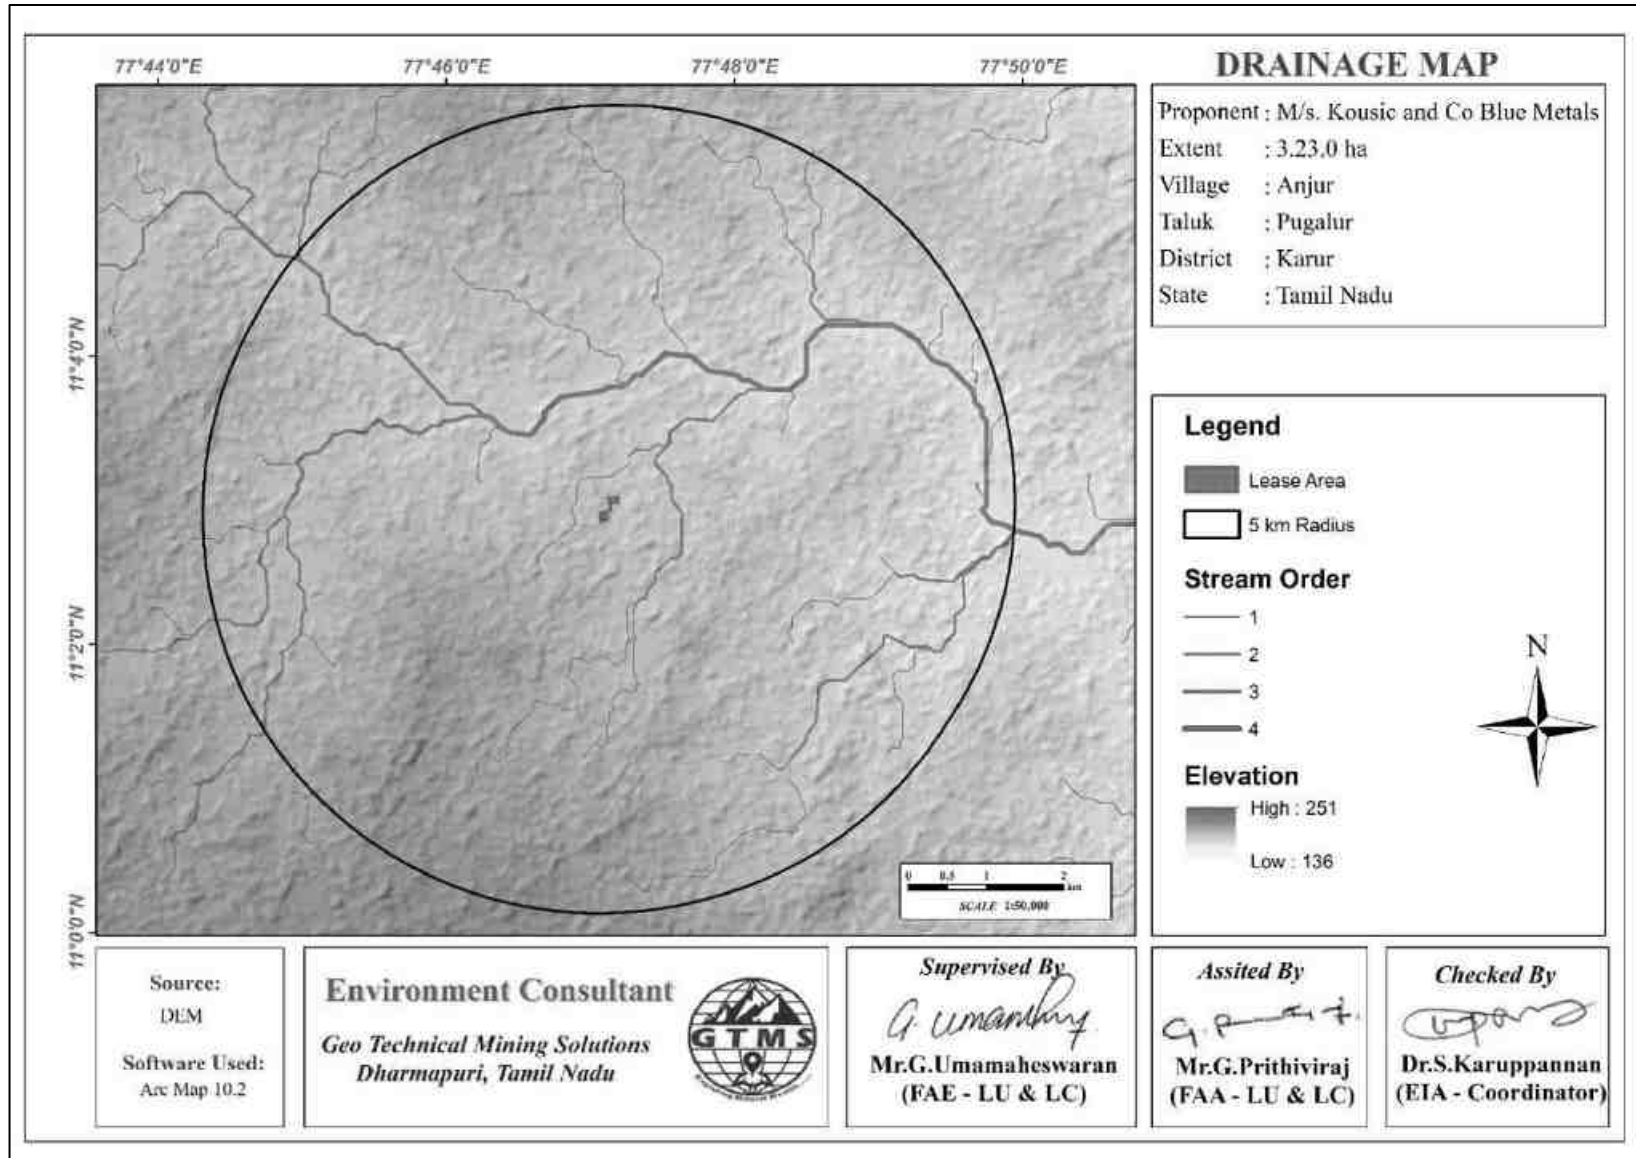 DRAINAGE MAP
77°44'0"E
77°46'0"E
77°48'0"E
77°50'0"E
11°4'0"N
11°2'0"N
11°0'0"N
Proponent : M/s. Kousic and Co Blue Metals
Extent : 3.23.0 ha
Village : Anjur
Taluk : Pugalur
District : Karur
State : Tamil Nadu
Legend
Lease Area
5 km Radius
Stream Order
1
2
3
4
Elevation
High : 251
Low : 136
N
0 0.5 1 2
km
SCALE 1:50,000
Source:
DEM
Software Used:
Arc Map 10.2
Environment Consultant
Geo Technical Mining Solutions
Dharmapuri, Tamil Nadu
GTMS
Supervised By
Mr.G.Umamaheswaran
(FAE - LU & LC)
Assited By
Mr.G.Prithiviraj
(FAA - LU & LC)
Checked By
Dr.S.Karuppannan
(EIA - Coordinator)